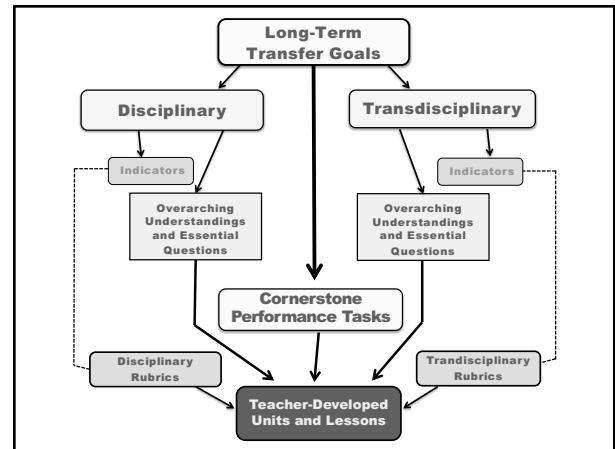 Long-Term
Transfer Goals
Disciplinary
Transdisciplinary
Indicators
Indicators
Overarching
Understandings
and Essential
Questions
Overarching
Understandings
and Essential
Questions
Cornerstone
Performance Tasks
Disciplinary
Rubrics
Trandisciplinary
Rubrics
Teacher-Developed
Units and Lessons